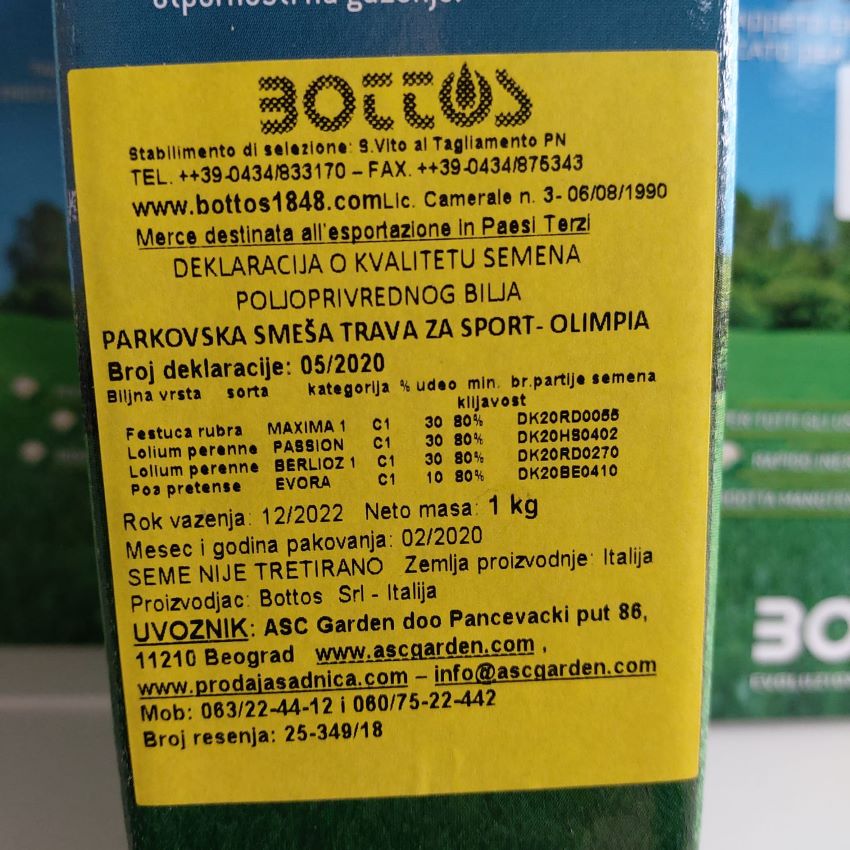 otpornosti na gaženje.
BOTTOS
Stabilimento di selezione: S.Vito al Tagliamento PN
TEL. ++39-0434/833170 – FAX. ++39-0434/875343
www.bottos1848.comLic. Camerale n. 3- 06/08/1990
Merce destinata all'esportazione in Paesi Terzi
DEKLARACIJA O KVALITETU SEMENA
POLJOPRIVREDNOG BILJA
PARKOVSKA SMEŠA TRAVA ZA SPORT- OLIMPIA
Broj deklaracije: 05/2020
Biljna vrsta sorta kategorija % udeo min. br.partije semena
klijavost
Festuca rubra MAXIMA 1 C1 30 80% DK20RD0055
Lolium perenne PASSION C1 30 80% DK20HS0402
Lolium perenne BERLIOZ 1 C1 30 80% DK20RD0270
Poa pretense EVORA C1 10 80% DK20BE0410
Rok vazenja: 12/2022 Neto masa: 1 kg
Mesec i godina pakovanja: 02/2020
SEME NIJE TRETIRANO Zemlja proizvodnje: Italija
Proizvodjac: Bottos Srl - Italija
UVOZNIK: ASC Garden doo Pancevacki put 86,
11210 Beograd www.ascgarden.com ,
www.prodajasadnica.com – info@ascgarden.com
Mob: 063/22-44-12 i 060/75-22-442
Broj resenja: 25-349/18